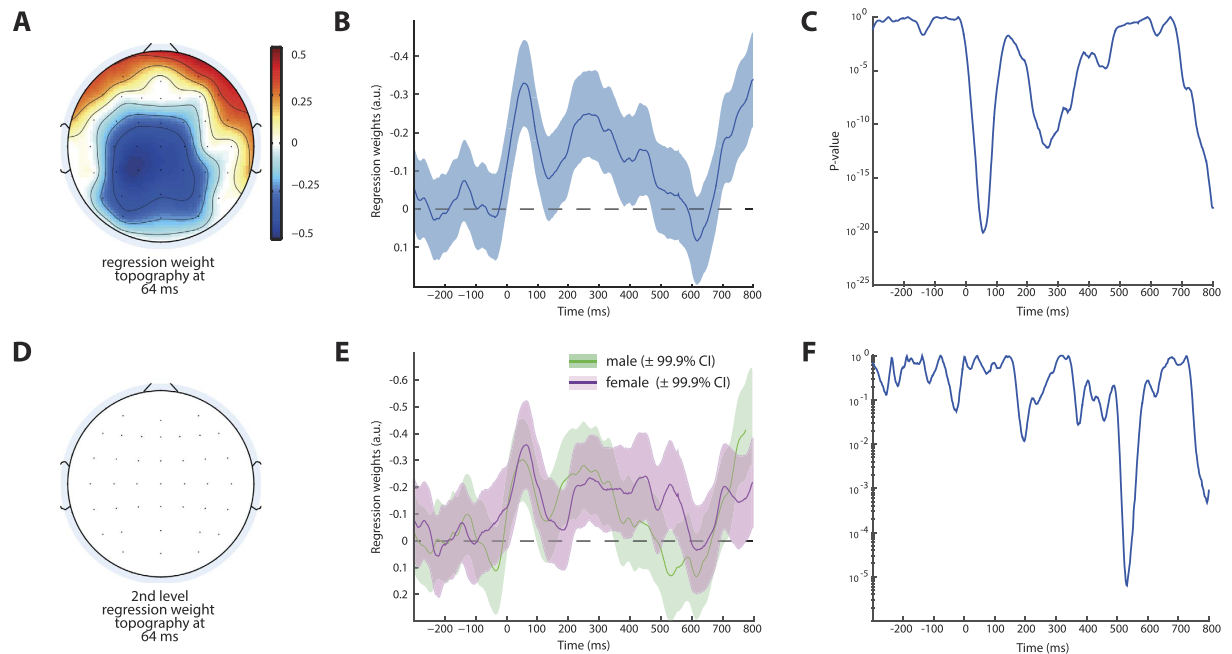 A
0.5
0.25
0
−0.25
−0.5
regression weight
topography at
64 ms
B
Regression weights (a.u.)
-0.4
-0.3
-0.2
-0.1
0
0.1
−200 −100 0 100 200 300 400 500 600 700 800
Time (ms)
C
P-value
10^0
10^-5
10^-10
10^-15
10^-20
10^-25
-200 -100 0 100 200 300 400 500 600 700 800
Time (ms)
D
2nd level
regression weight
topography at
64 ms
E
male (± 99.9% CI)
female (± 99.9% CI)
Regression weights (a.u.)
-0.6
-0.5
-0.4
-0.3
-0.2
-0.1
0
0.1
0.2
−200 −100 0 100 200 300 400 500 600 700 800
Time (ms)
F
10^0
10^-1
10^-2
10^-3
10^-4
10^-5
-200 -100 0 100 200 300 400 500 600 700 800
Time (ms)